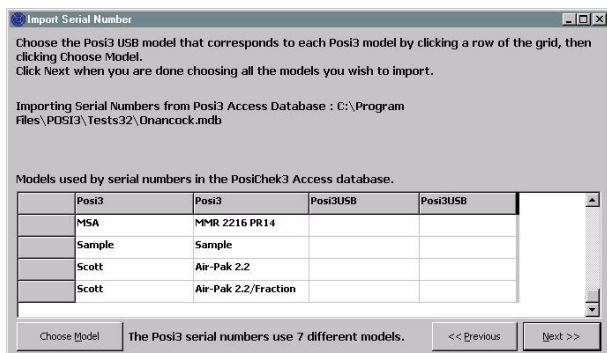 Import Serial Number
Choose the Posi3 USB model that corresponds to each Posi3 model by clicking a row of the grid, then
clicking Choose Model.
Click Next when you are done choosing all the models you wish to import.
Importing Serial Numbers from Posi3 Access Database : C:\Program
Files\POSI3\Tests32\Onancock.mdb
Models used by serial numbers in the PosiChek3 Access database.
Posi3 Posi3 Posi3USB Posi3USB
MSA MMR 2216 PR14
Sample Sample
Scott Air-Pak 2.2
Scott Air-Pak 2.2/Fraction
Choose Model The Posi3 serial numbers use 7 different models. << Previous Next >>